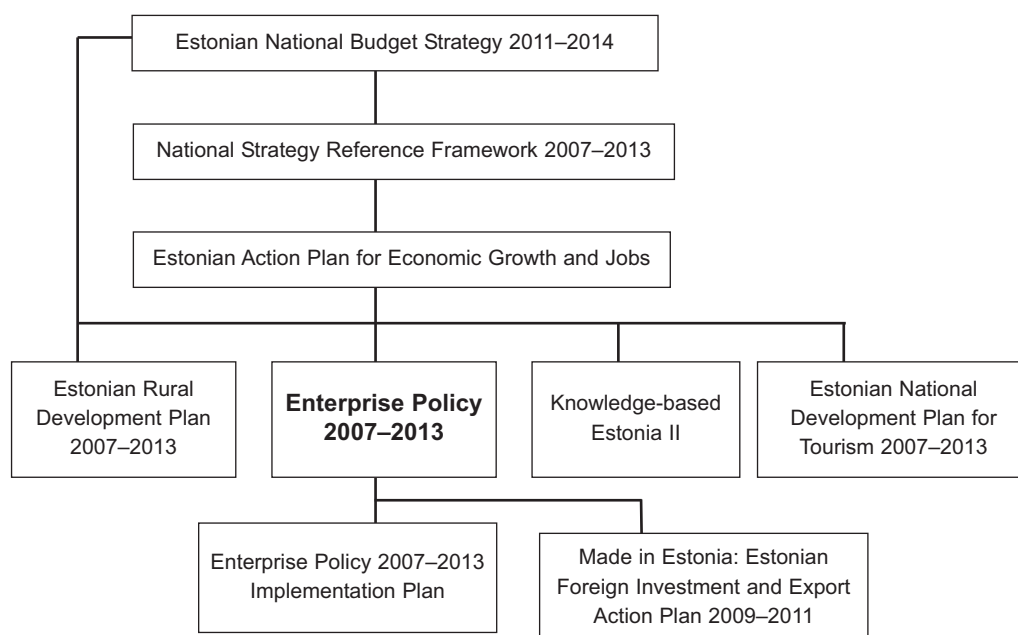 Estonian National Budget Strategy 2011–2014
National Strategy Reference Framework 2007–2013
Estonian Action Plan for Economic Growth and Jobs
Estonian Rural
Development Plan
2007–2013
Enterprise Policy
2007–2013
Knowledge-based
Estonia II
Estonian National
Development Plan for
Tourism 2007–2013
Enterprise Policy 2007–2013
Implementation Plan
Made in Estonia: Estonian
Foreign Investment and Export
Action Plan 2009–2011